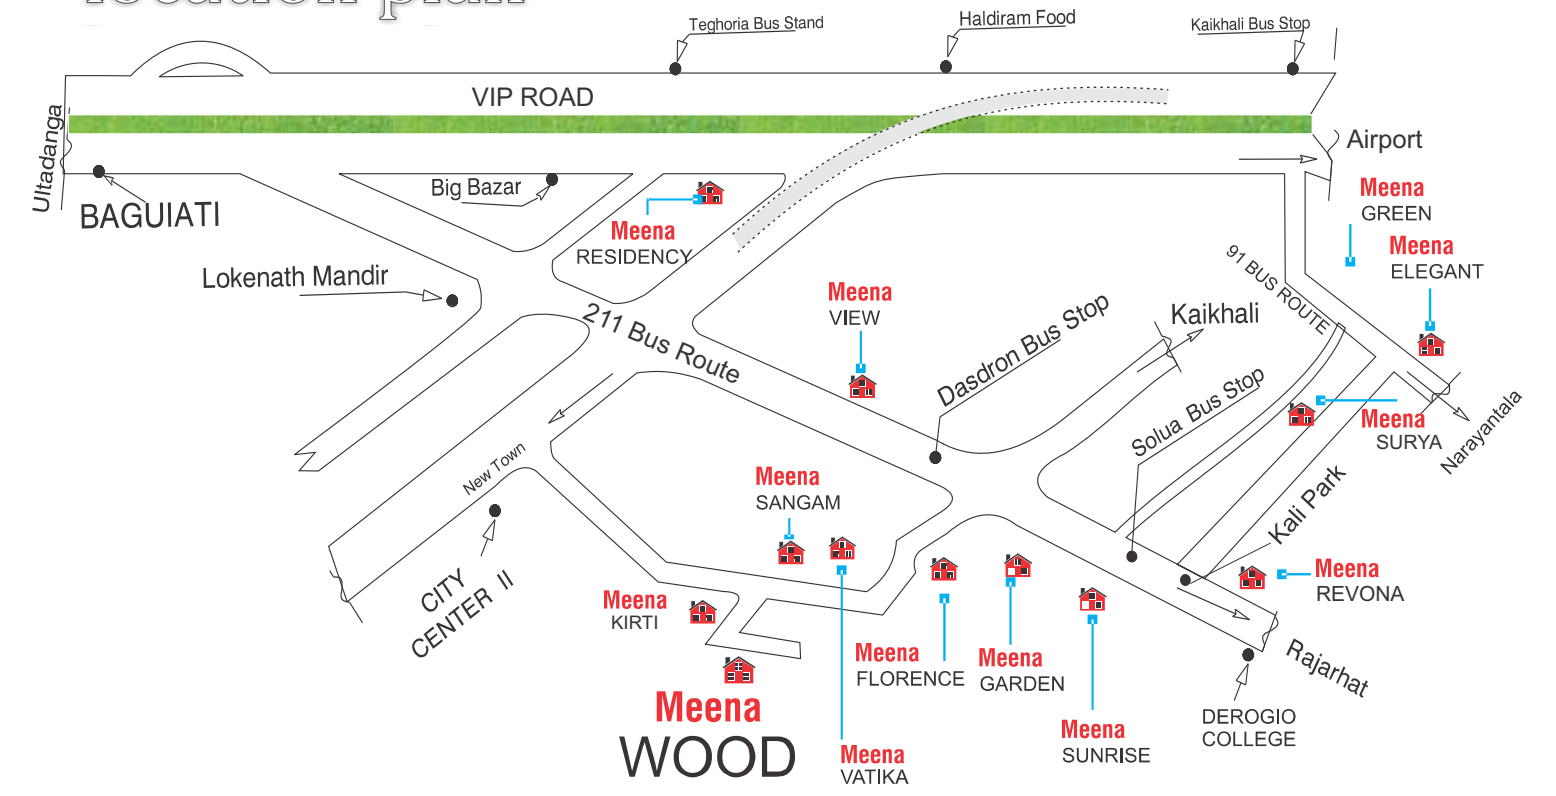 location plan
Teghoria Bus Stand
Haldiram Food
Kaikhali Bus Stop
VIP ROAD
Ultadanga
Airport
BAGUIATI
Big Bazar
Meena
RESIDENCY
Meena
GREEN
Meena
ELEGANT
Lokenath Mandir
91 BUS ROUTE
211 Bus Route
Meena
VIEW
Dasdron Bus Stop
Kaikhali
Solua Bus Stop
Meena
SURYA
Narayantala
New Town
Meena
SANGAM
Kali Park
CITY
CENTER II
Meena
KIRTI
Meena
REVONA
Meena
FLORENCE
Meena
GARDEN
Rajarhat
Meena
WOOD
Meena
SUNRISE
DEROGIO
COLLEGE
Meena
VATIKA